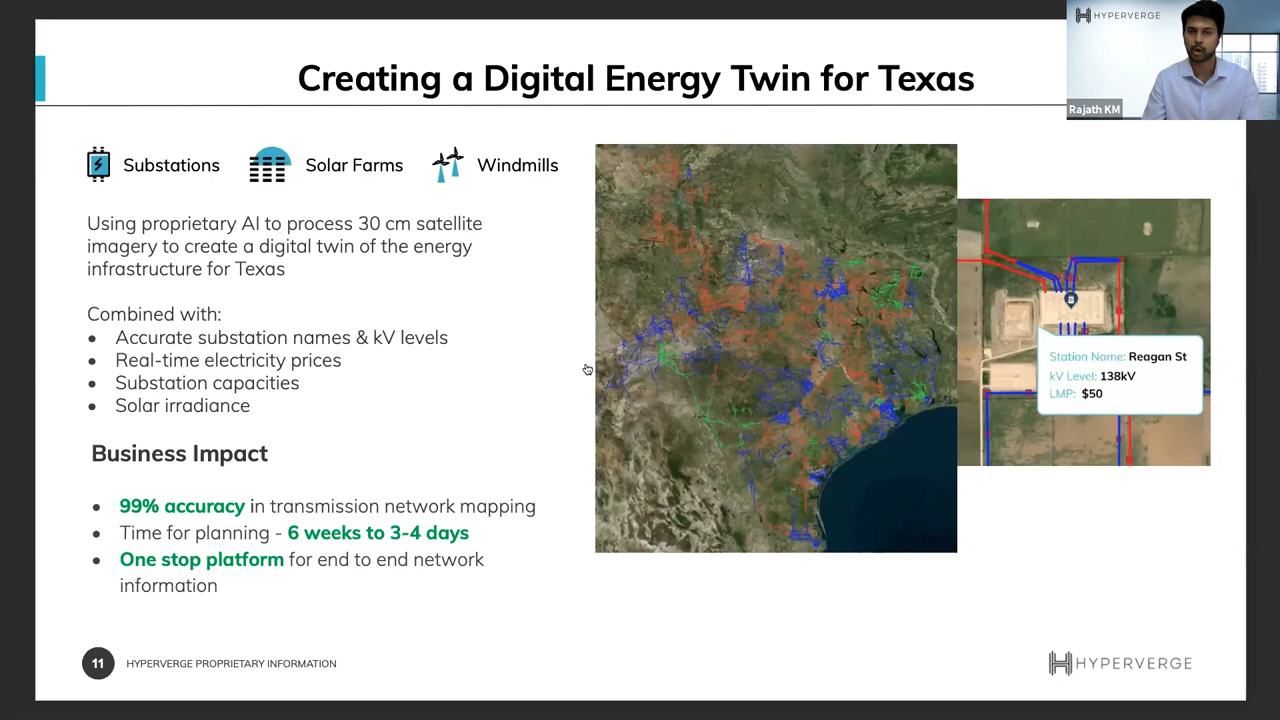 HYPERVERGE
Rajath KM
Creating a Digital Energy Twin for Texas
Substations
Solar Farms
Windmills
Using proprietary AI to process 30 cm satellite
imagery to create a digital twin of the energy
infrastructure for Texas
Combined with:
● Accurate substation names & kV levels
● Real-time electricity prices
● Substation capacities
● Solar irradiance
Business Impact
● 99% accuracy in transmission network mapping
● Time for planning - 6 weeks to 3-4 days
● One stop platform for end to end network
information
Station Name: Reagan St
kV Level: 138kV
LMP: $50
11 HYPERVERGE PROPRIETARY INFORMATION
HYPERVERGE